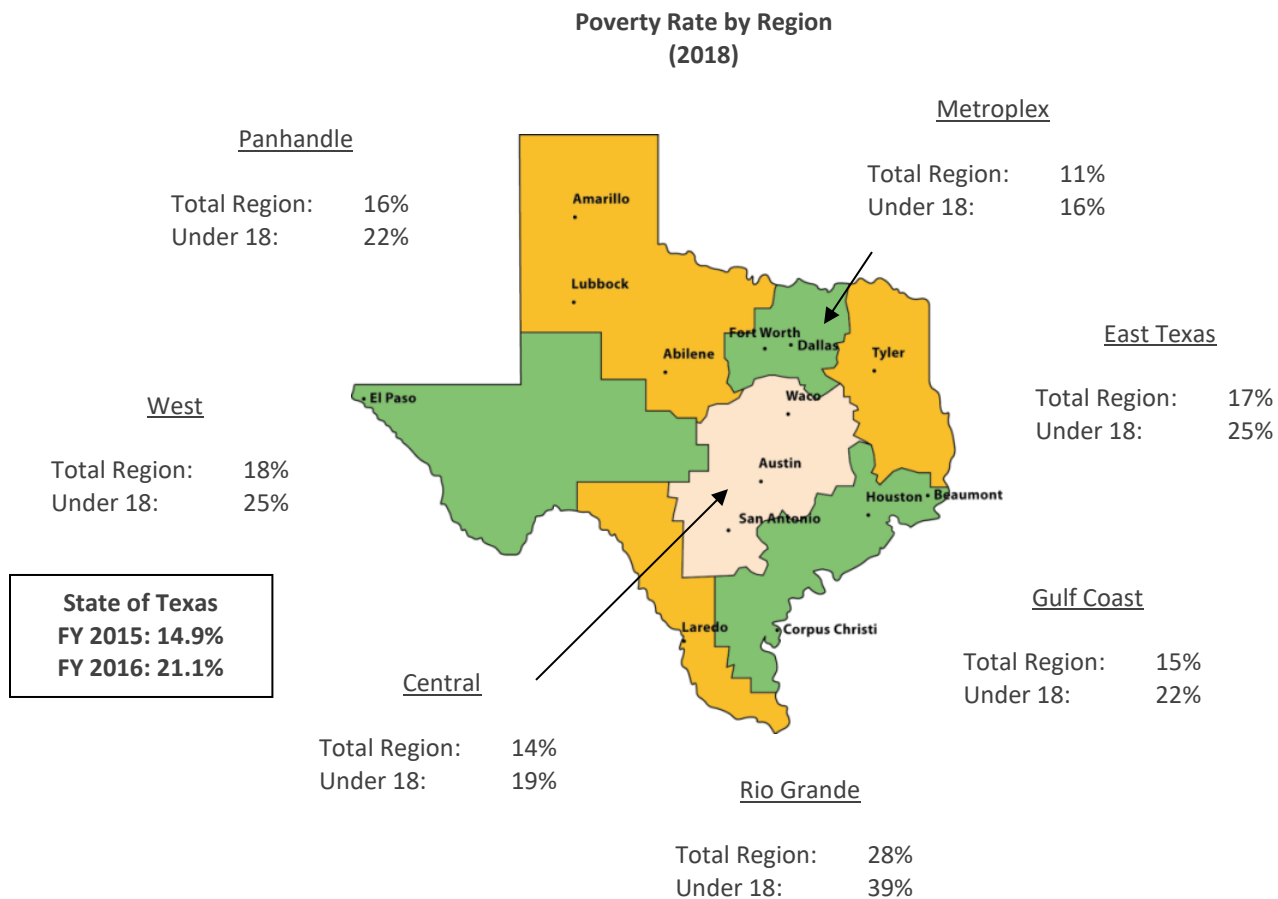 Poverty Rate by Region
(2018)
Metroplex
Total Region: 11%
Under 18: 16%
Panhandle
Total Region: 16%
Under 18: 22%
Amarillo
Lubbock
Abilene
Fort Worth
Dallas
Tyler
East Texas
Total Region: 17%
Under 18: 25%
West
Total Region: 18%
Under 18: 25%
El Paso
Waco
Austin
San Antonio
Houston
Beaumont
Laredo
Corpus Christi
State of Texas
FY 2015: 14.9%
FY 2016: 21.1%
Gulf Coast
Total Region: 15%
Under 18: 22%
Central
Total Region: 14%
Under 18: 19%
Rio Grande
Total Region: 28%
Under 18: 39%